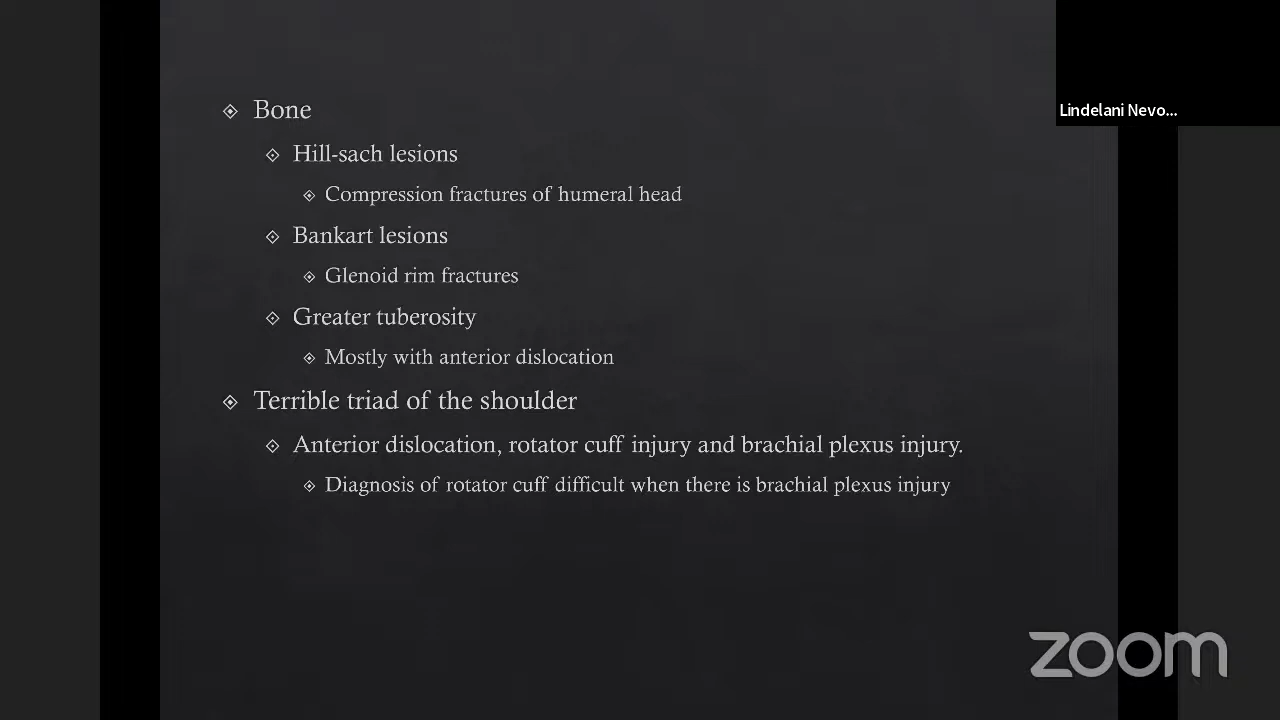 Bone
Hill-sach lesions
Compression fractures of humeral head
Bankart lesions
Glenoid rim fractures
Greater tuberosity
Mostly with anterior dislocation
Terrible triad of the shoulder
Anterior dislocation, rotator cuff injury and brachial plexus injury.
Diagnosis of rotator cuff difficult when there is brachial plexus injury
Lindelani Nevo...
zoom